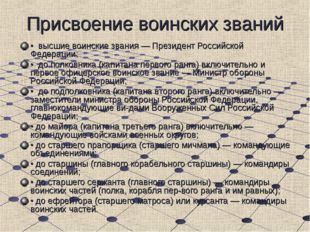 Присвоение воинских званий
• высшие воинские звания — Президент Российской
Федерации;
• до полковника (капитана первого ранга) включительно и
первое офицерское воинское звание — Министр обороны
Российской Федерации;
• до подполковника (капитана второго ранга) включительно —
заместители министра обороны Российской Федерации,
главнокомандующие ви-дами Вооруженных Сил Российской
Федерации;
• до майора (капитана третьего ранга) включительно —
командующие войсками военных округов;
• до старшего прапорщика (старшего мичмана) — командующие
объединениями;
• до старшины (главного корабельного старшины) — командиры
соединений;
• до старшего сержанта (главного старшины) — командиры
воинских частей (полка, корабля пер-вого ранга и им равных);
• до ефрейтора (старшего матроса) или курсанта — командиры
воинских частей.